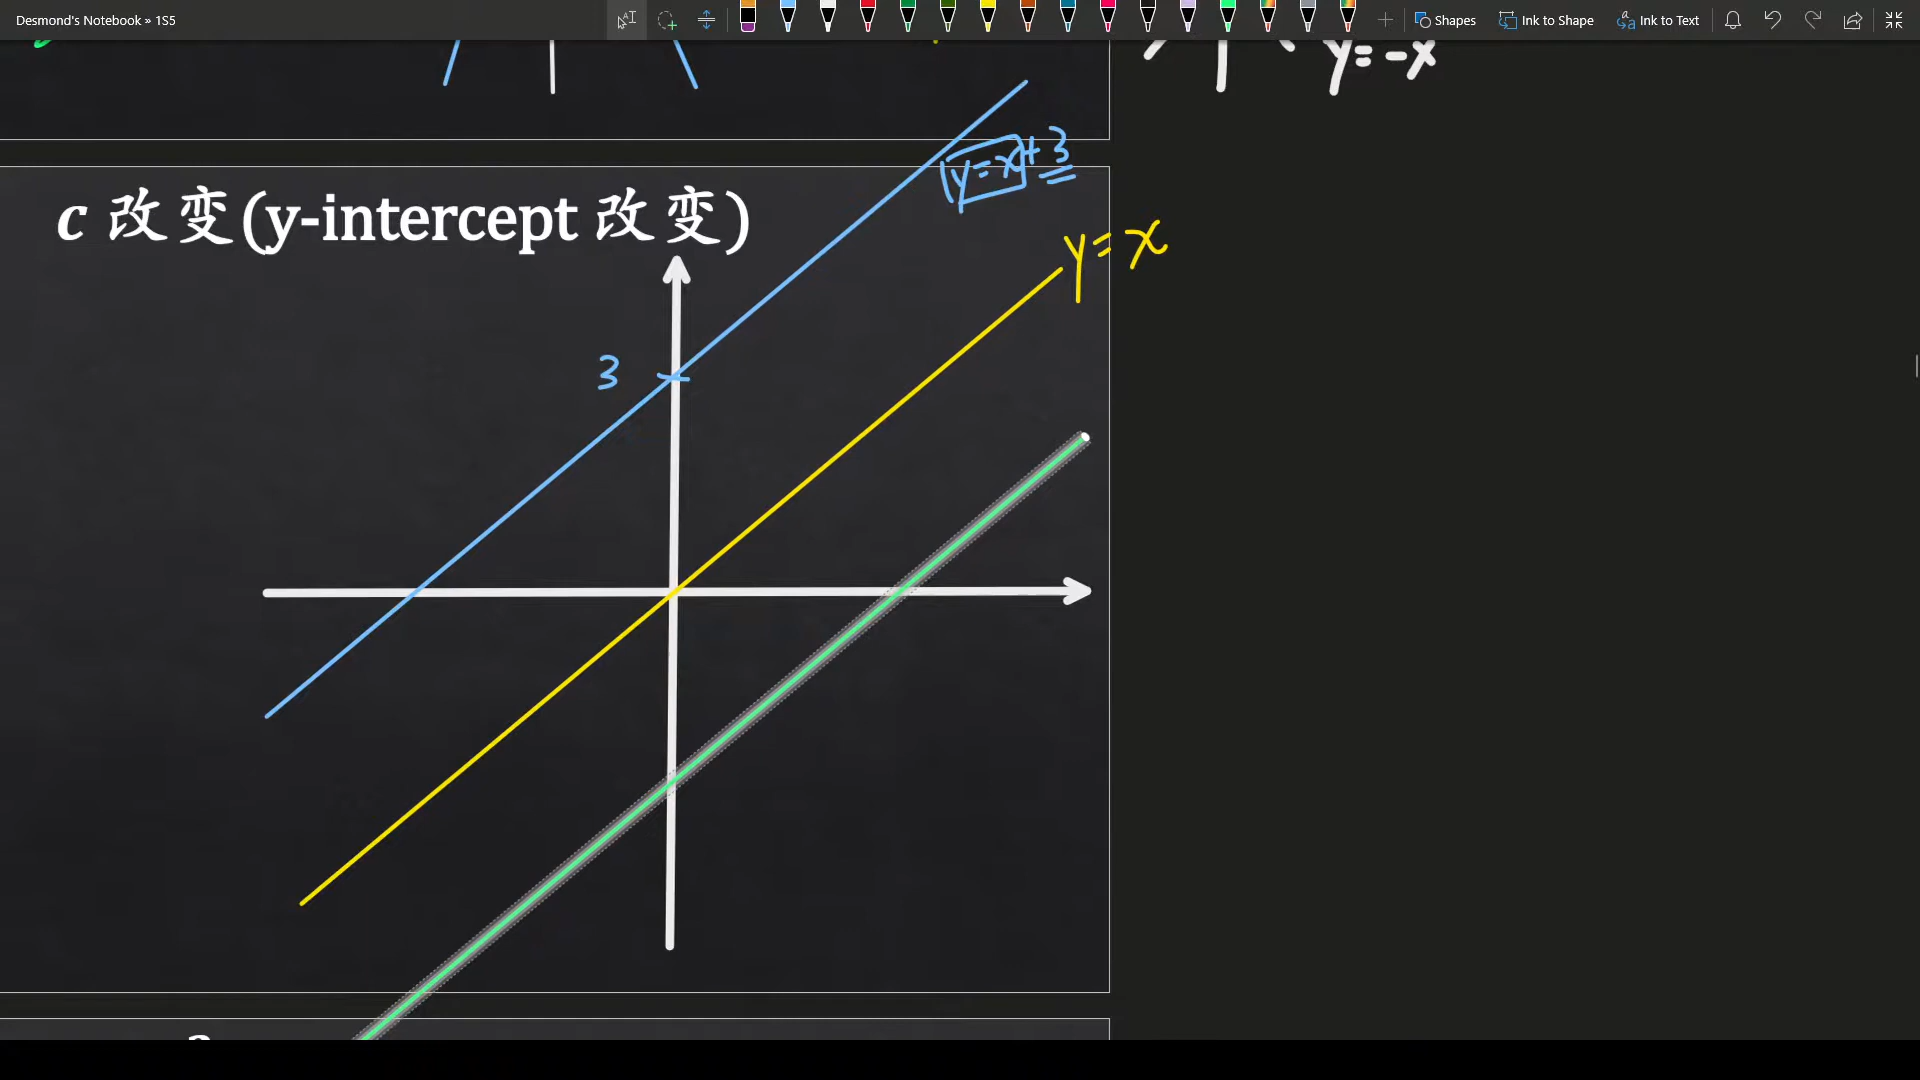 Desmond's Notebook » 1S5
Shapes
Ink to Shape
Ink to Text
y = -x
y = x + 3
c 改变(y-intercept 改变)
y = x
3